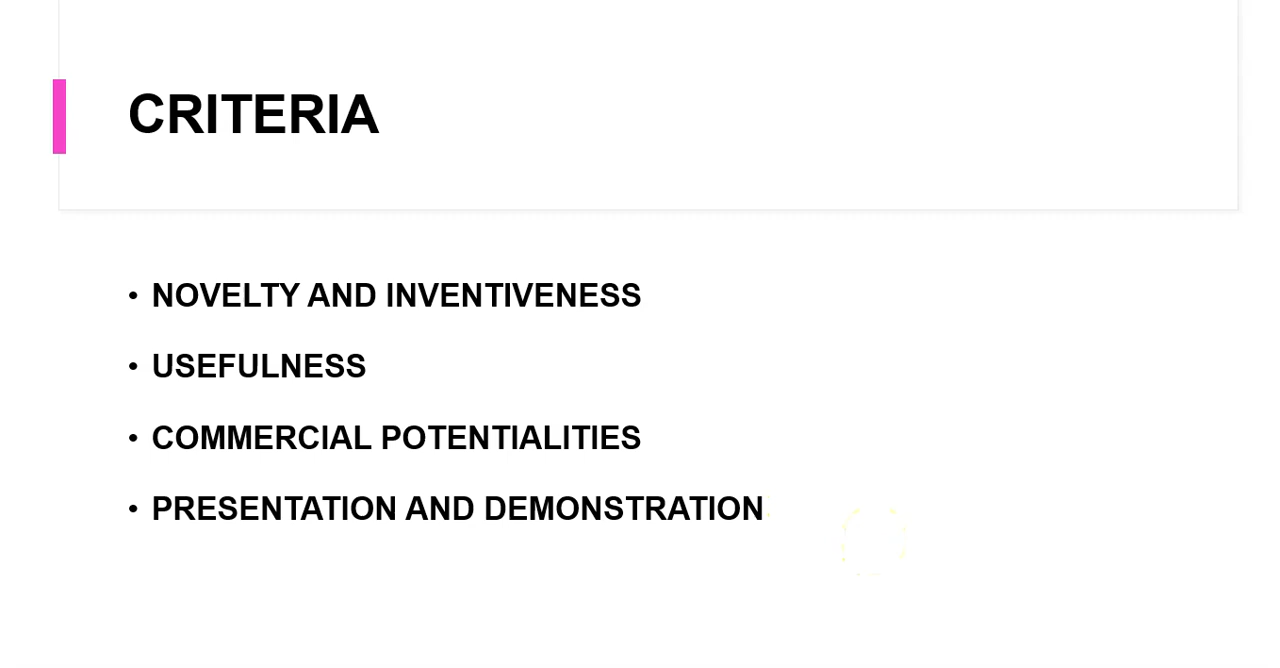 CRITERIA
• NOVELTY AND INVENTIVENESS
• USEFULNESS
• COMMERCIAL POTENTIALITIES
• PRESENTATION AND DEMONSTRATION